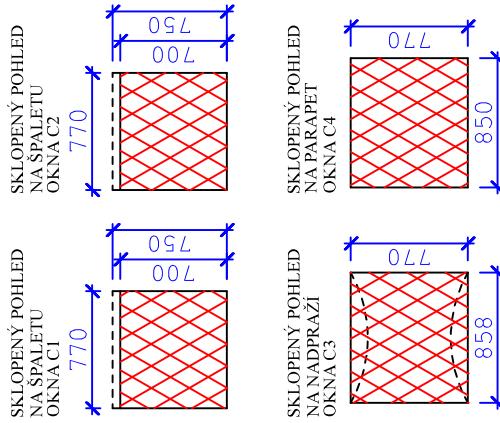 SKLOPENÝ POHLED
NA ŠPALETU
OKNA C2
770
750
700
SKLOPENÝ POHLED
NA PARAPET
OKNA C4
770
850
SKLOPENÝ POHLED
NA ŠPALETU
OKNA C1
770
750
700
SKLOPENÝ POHLED
NA NADPRAŽÍ
OKNA C3
770
858